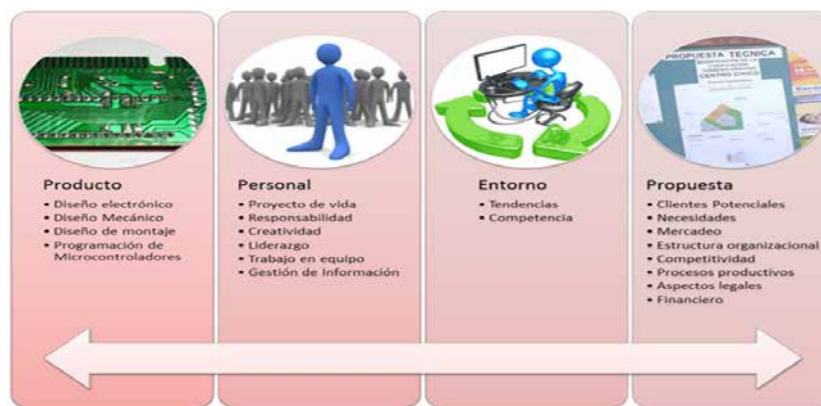 Producto
• Diseño electrónico
• Diseño Mecánico
• Diseño de montaje
• Programación de
Microcontroladores
Personal
• Proyecto de vida
• Responsabilidad
• Creatividad
• Liderazgo
• Trabajo en equipo
• Gestión de Información
Entorno
• Tendencias
• Competencia
PROPUESTA TECNICA
CENTRO CIVICO
Propuesta
• Clientes Potenciales
• Necesidades
• Mercadeo
• Estructura organizacional
• Competitividad
• Procesos productivos
• Aspectos legales
• Financiero